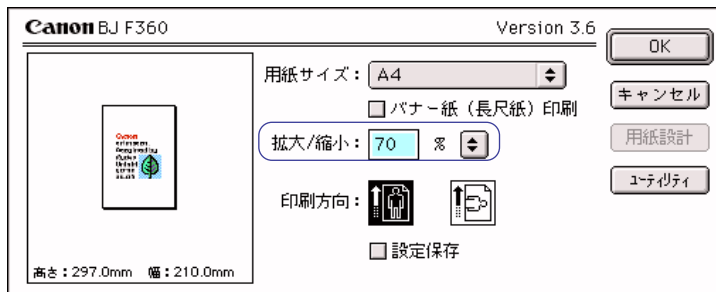 Canon BJ F360
Version 3.6
OK
用紙サイズ： A4
キャンセル
バナー紙（長尺紙）印刷
拡大/縮小： 70 %
用紙設計
ユーティリティ
印刷方向：
設定保存
Canon
高さ：297.0mm 幅：210.0mm